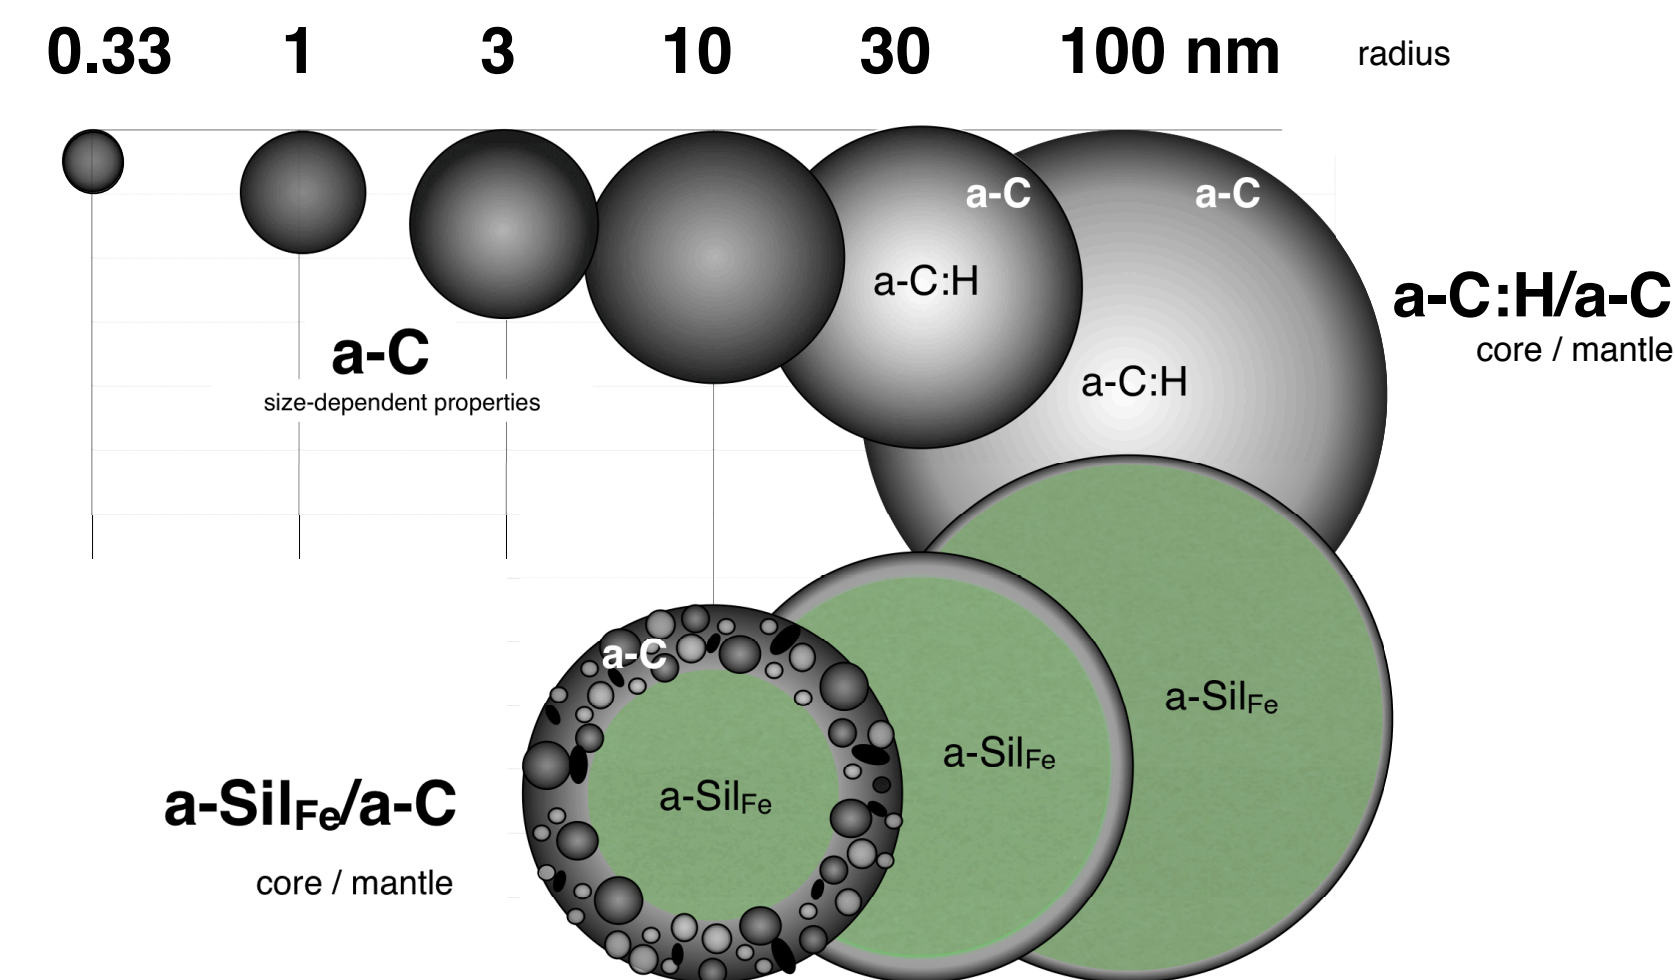 0.33 1 3 10 30 100 nm radius
a-C a-C
a-C:H
a-C:H/a-C
core / mantle
a-C
a-C:H
size-dependent properties
a-C
a-SilFe
a-SilFe
a-SilFe
a-SilFe/a-C
core / mantle